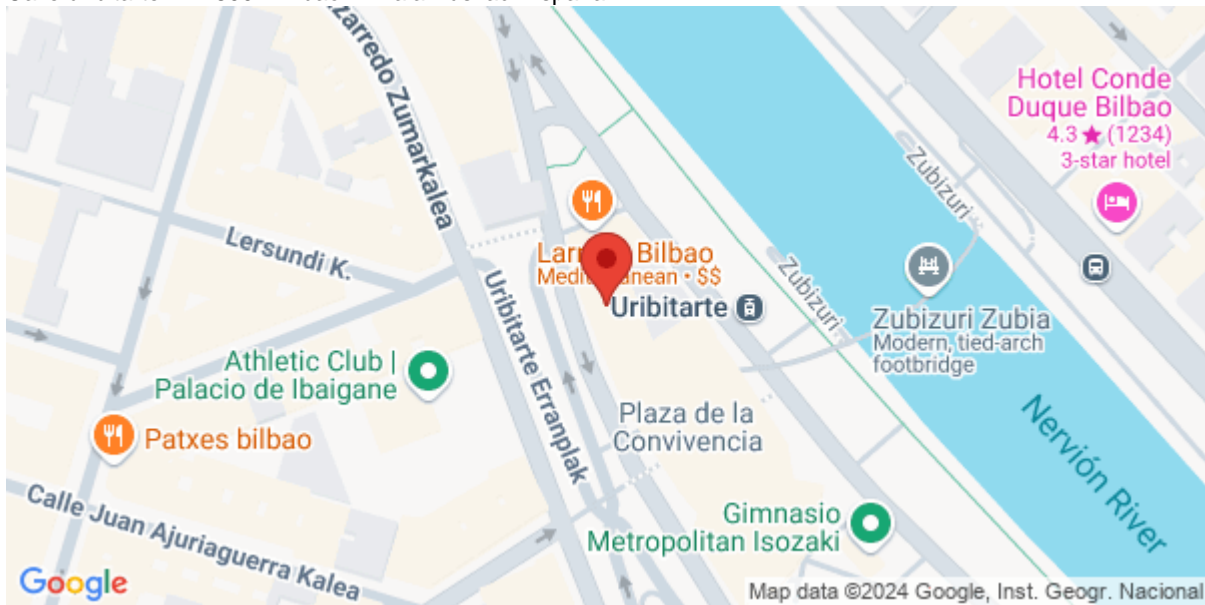 zarredo Zumarkalea
Hotel Conde
Duque Bilbao
4.3 ★ (1234)
3-star hotel
Zubizuri
Lersundi K.
Bilbao
Uribitarte
Zubizuri
Zubizuri Zubia
Modern, tied-arch
footbridge
Uribitarte Erranplak
Athletic Club |
Palacio de Ibaigane
Patxes bilbao
Plaza de la
Convivencia
Nervión River
Gimnasio
Metropolitan Isozaki
Calle Juan Ajuriaguerra Kalea
Google
Map data ©2024 Google, Inst. Geogr. Nacional